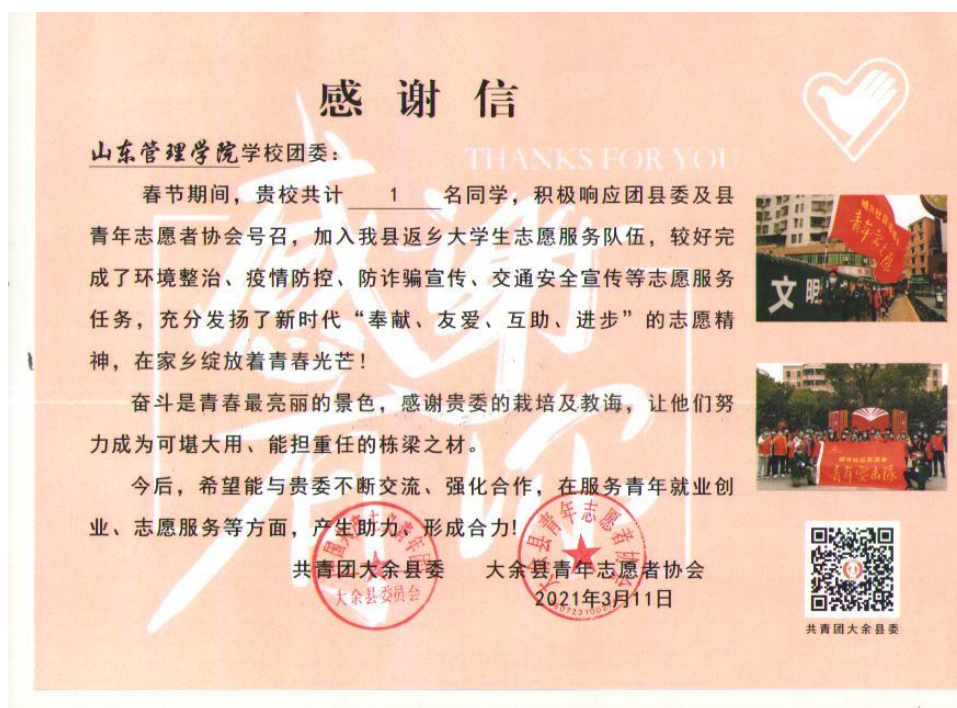 感谢信
THANKS FOR YOU
山东管理学院学校团委：
春节期间，贵校共计 1 名同学，积极响应团县委及县
青年志愿者协会号召，加入我县返乡大学生志愿服务队伍，较好完
成了环境整治、疫情防控、防诈骗宣传、交通安全宣传等志愿服务
任务，充分发扬了新时代“奉献、友爱、互助、进步”的志愿精
神，在家乡绽放着青春光芒！
奋斗是青春最亮丽的景色，感谢贵委的栽培及教诲，让他们努
力成为可堪大用、能担重任的栋梁之材。
今后，希望能与贵委不断交流、强化合作，在服务青年就业创
业、志愿服务等方面，产生助力、形成合力！
共青团大余县委 大余县青年志愿者协会
2021年3月11日
感谢有你
大余县委员会
大余县青年志愿者协会
文明
青年突击队
共青团大余县委